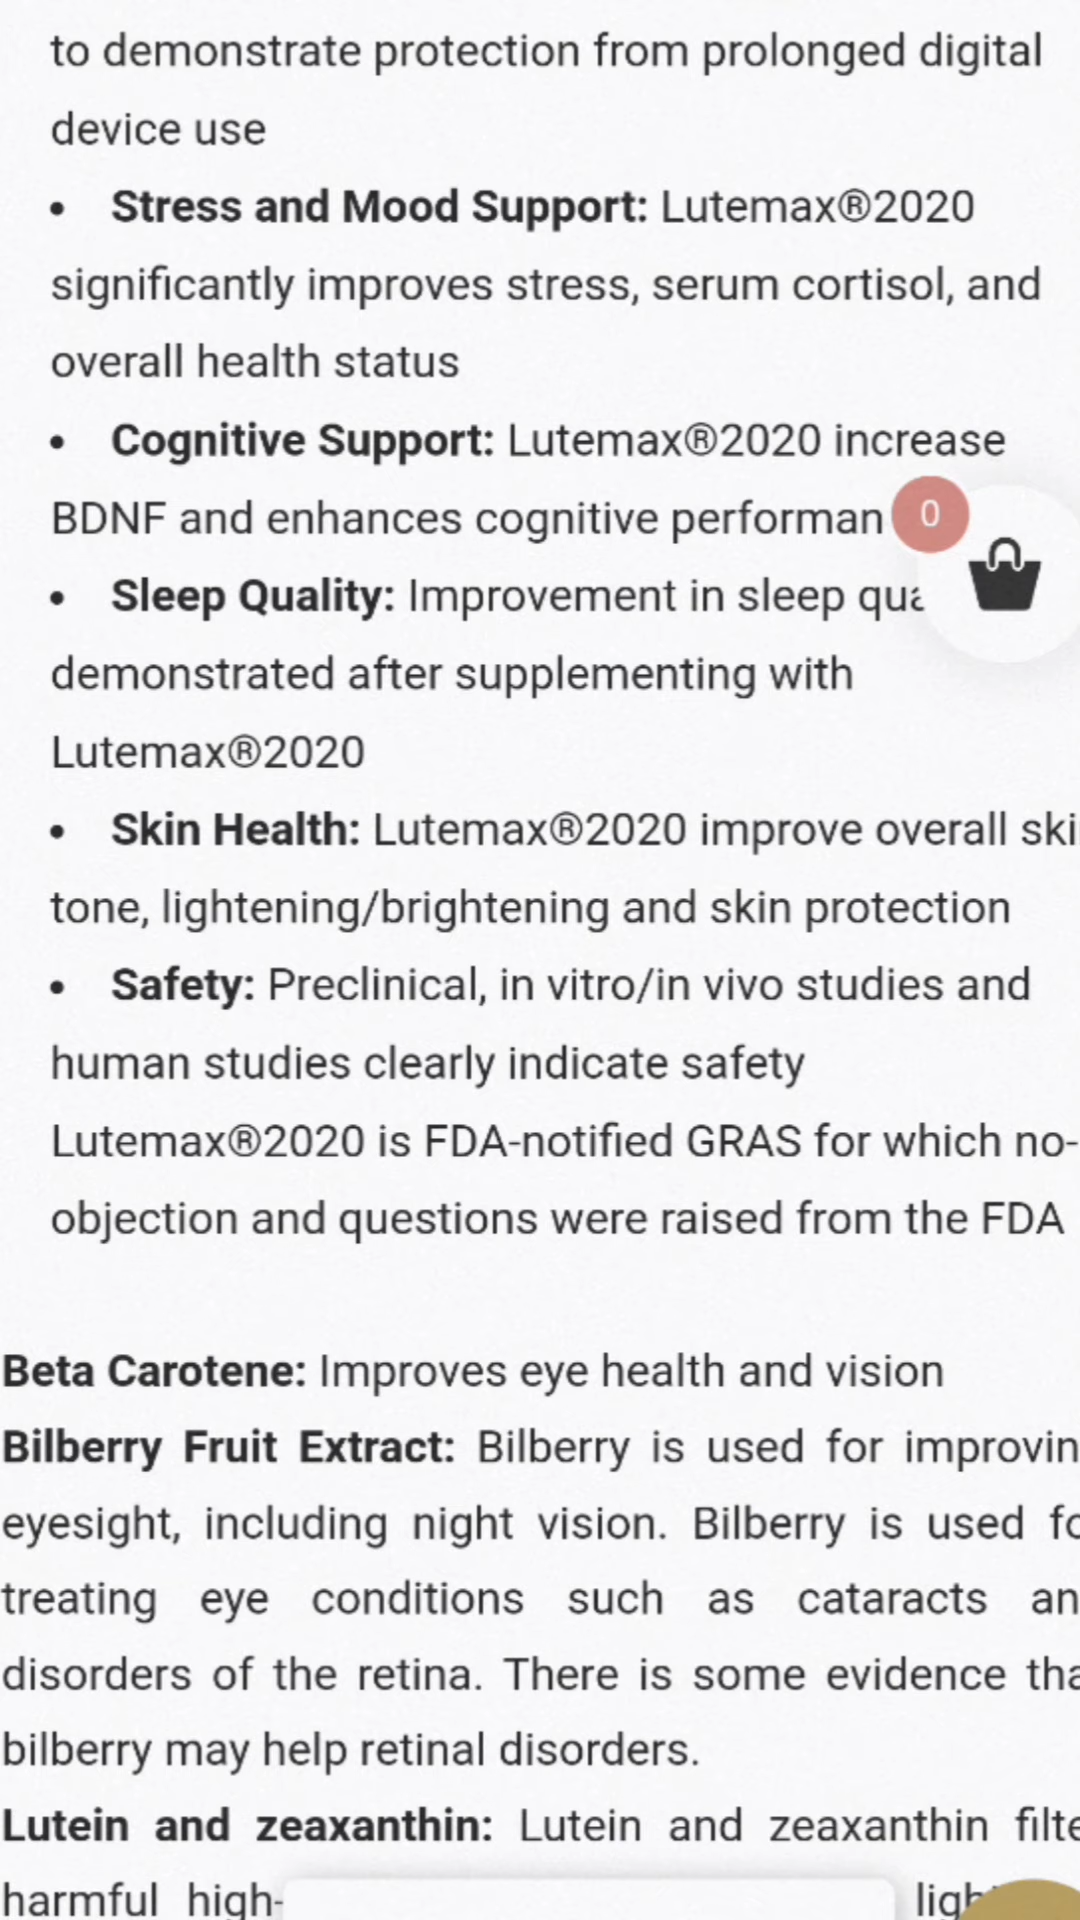 to demonstrate protection from prolonged digital
device use
• Stress and Mood Support: Lutemax®2020
significantly improves stress, serum cortisol, and
overall health status
• Cognitive Support: Lutemax®2020 increase
BDNF and enhances cognitive performan
0
• Sleep Quality: Improvement in sleep
demonstrated after supplementing with
Lutemax®2020
• Skin Health: Lutemax®2020 improve overall ski
tone, lightening/brightening and skin protection
• Safety: Preclinical, in vitro/in vivo studies and
human studies clearly indicate safety
Lutemax®2020 is FDA-notified GRAS for which no-
objection and questions were raised from the FDA
Beta Carotene: Improves eye health and vision
Bilberry Fruit Extract: Bilberry is used for improvin
eyesight, including night vision. Bilberry is used fo
treating eye conditions such as cataracts an
disorders of the retina. There is some evidence tha
bilberry may help retinal disorders.
Lutein and zeaxanthin: Lutein and zeaxanthin filte
harmful high-